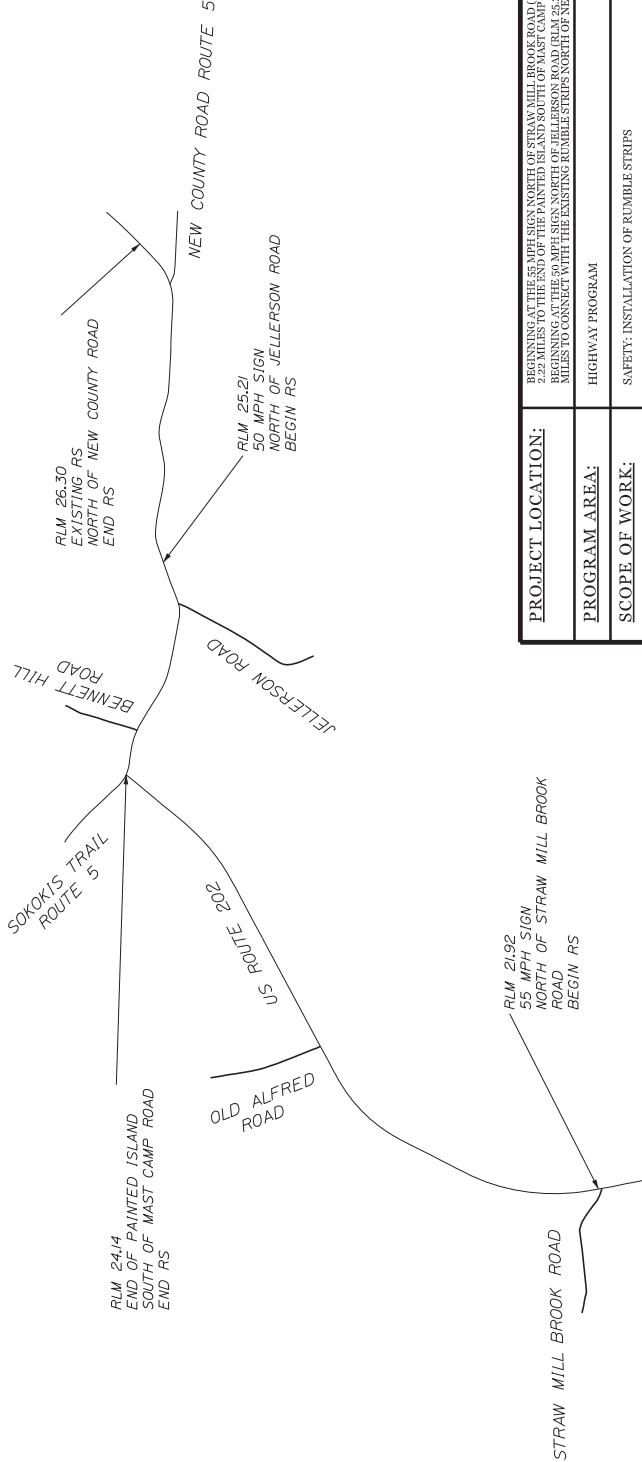 NEW COUNTY ROAD ROUTE 5
RLM 26.30
EXISTING RS
NORTH OF NEW COUNTY ROAD
END RS
RLM 25.21
50 MPH SIGN
NORTH OF JELLERSON ROAD
BEGIN RS
BENNETT HILL
ROAD
JELLERSON ROAD
SOKOKIS TRAIL
ROUTE 5
US ROUTE 202
RLM 24.14
END OF PAINTED ISLAND
SOUTH OF MAST CAMP ROAD
END RS
OLD ALFRED
ROAD
RLM 21.92
55 MPH SIGN
NORTH OF STRAW MILL BROOK
ROAD
BEGIN RS
STRAW MILL BROOK ROAD
PROJECT LOCATION:
BEGINNING AT THE 55 MPH SIGN NORTH OF STRAW MILL BROOK ROAD (
2.22 MILES TO THE END OF THE PAINTED ISLAND SOUTH OF MAST CAMP
BEGINNING AT THE 50 MPH SIGN NORTH OF JELLERSON ROAD (RLM 25.
MILES TO CONNECT WITH THE EXISTING RUMBLE STRIPS NORTH OF NE
PROGRAM AREA:
HIGHWAY PROGRAM
SCOPE OF WORK:
SAFETY: INSTALLATION OF RUMBLE STRIPS